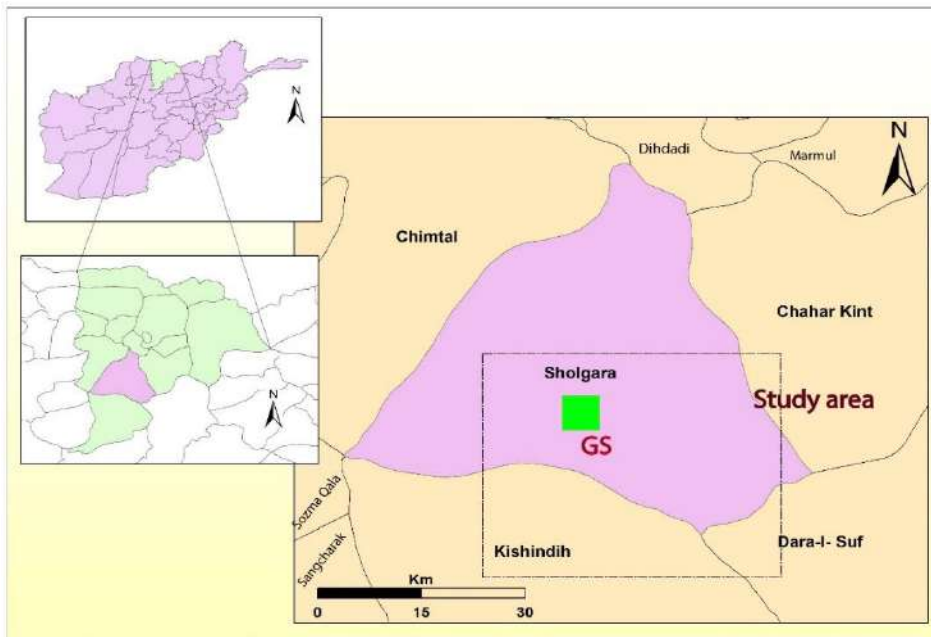 N
N
N
Dihdadi
Marmul
Chimtal
Chahar Kint
Sholgara
Study area
GS
Sozma Qala
Sangcharak
Kishindih
Dara-I- Suf
Km
0 15 30